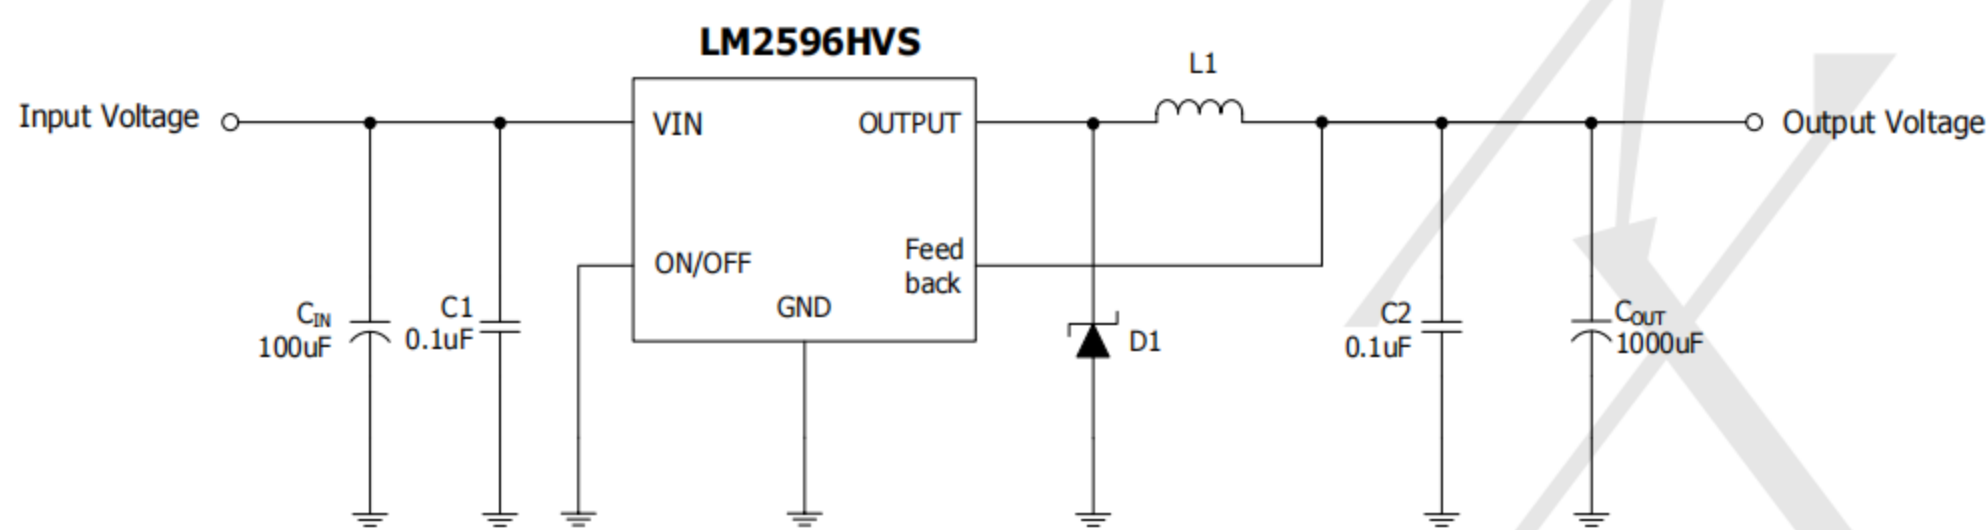 LM2596HVS
L1
Input Voltage
VIN
OUTPUT
Output Voltage
ON/OFF
Feed
back
GND
CIN
100uF
C1
0.1uF
D1
C2
0.1uF
COUT
1000uF